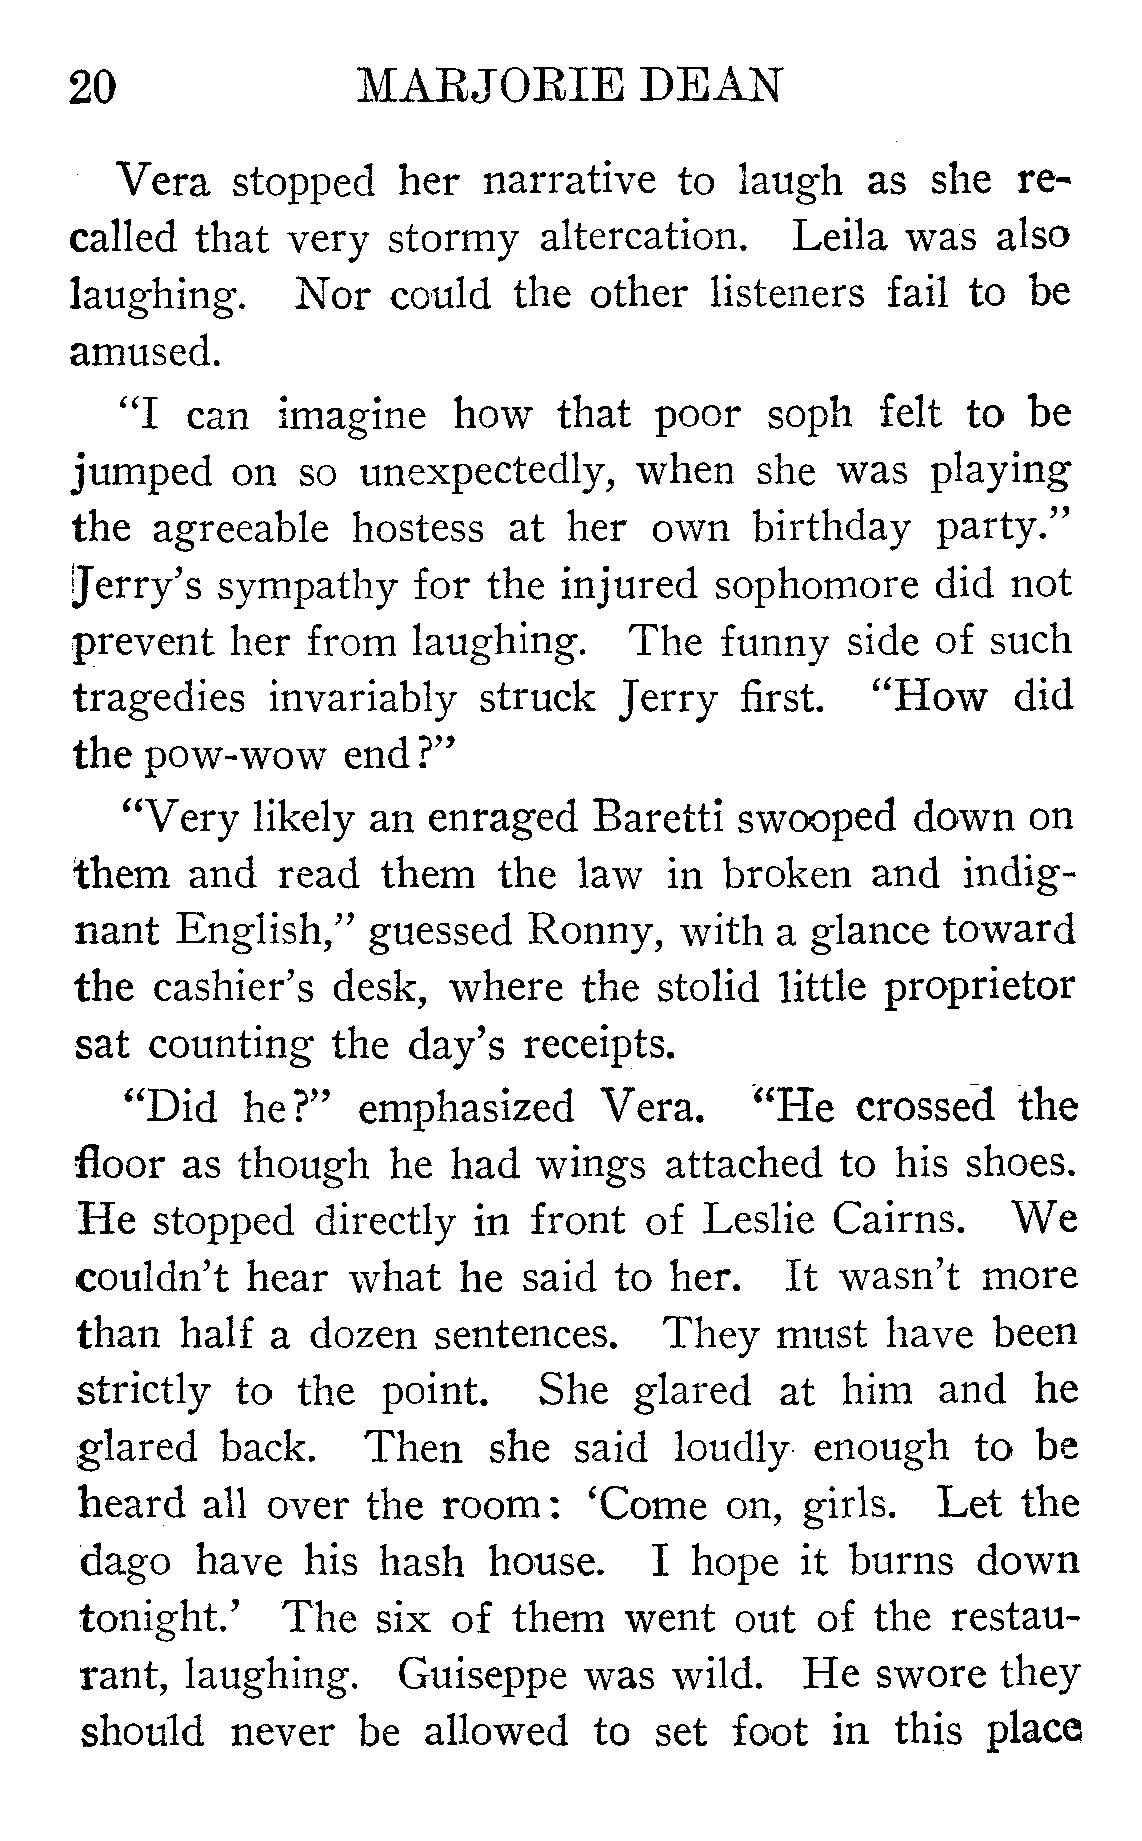 20 MARJORIE DEAN
Vera stopped her narrative to laugh as she re-
called that very stormy altercation. Leila was also
laughing. Nor could the other listeners fail to be
amused.
“I can imagine how that poor soph felt to be
jumped on so unexpectedly, when she was playing
the agreeable hostess at her own birthday party.”
Jerry’s sympathy for the injured sophomore did not
prevent her from laughing. The funny side of such
tragedies invariably struck Jerry first. “How did
the pow-wow end?”
“Very likely an enraged Baretti swooped down on
them and read them the law in broken and indig-
nant English,” guessed Ronny, with a glance toward
the cashier’s desk, where the stolid little proprietor
sat counting the day’s receipts.
“Did he?” emphasized Vera. “He crossed the
floor as though he had wings attached to his shoes.
He stopped directly in front of Leslie Cairns. We
couldn’t hear what he said to her. It wasn’t more
than half a dozen sentences. They must have been
strictly to the point. She glared at him and he
glared back. Then she said loudly enough to be
heard all over the room: ‘Come on, girls. Let the
dago have his hash house. I hope it burns down
tonight.’ The six of them went out of the restau-
rant, laughing. Guiseppe was wild. He swore they
should never be allowed to set foot in this place